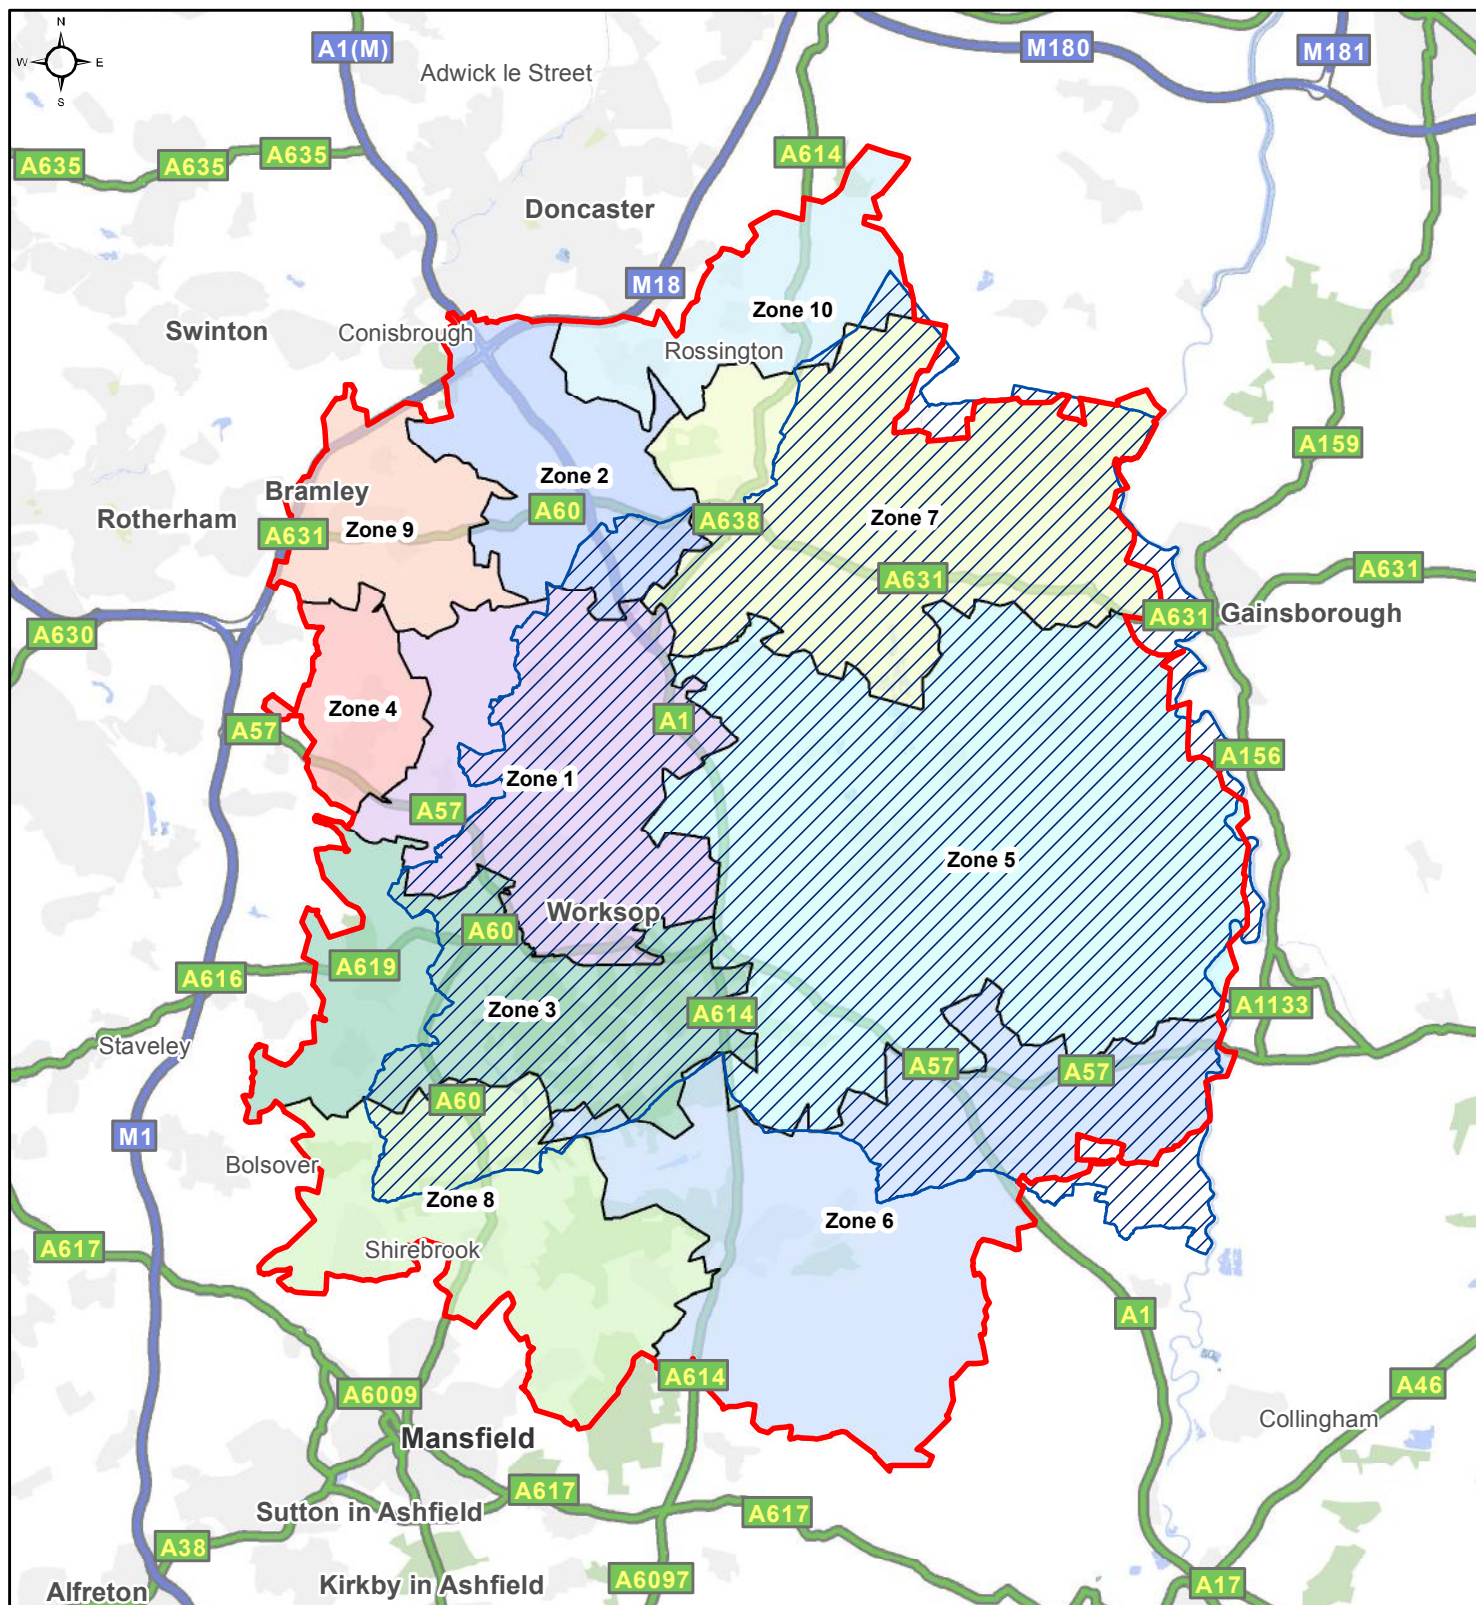 N
W E
S
A1(M)
M180
M181
Adwick le Street
A635
A635
A635
A614
Doncaster
M18
Zone 10
Swinton
Conisbrough
Rossington
A159
Zone 2
Bramley
Rotherham
A60
A638
Zone 7
A631
Zone 9
A631
A631
A630
A631
Gainsborough
Zone 4
A57
A1
A156
Zone 1
A57
Zone 5
Worksop
A60
A619
A616
Zone 3
A614
A1133
Staveley
A57
A57
A60
M1
Bolsover
Zone 8
Zone 6
A617
Shirebrook
A1
A614
A6009
A46
Collingham
Mansfield
A617
Sutton in Ashfield
A617
A38
Kirkby in Ashfield
A6097
A17
Alfreton